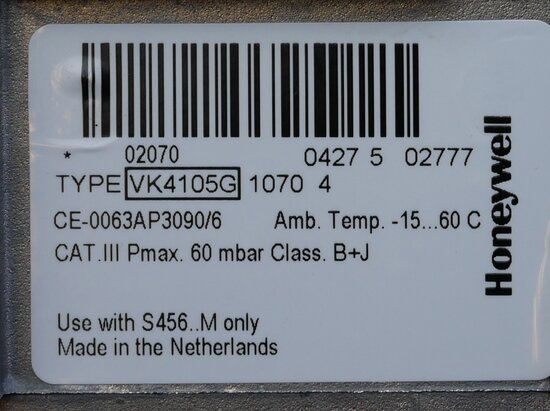 * 02070 0427 5 02777
TYPE VK4105G 1070 4
CE-0063AP3090/6 Amb. Temp. -15...60 C
CAT.III Pmax. 60 mbar Class. B+J
Use with S456..M only
Made in the Netherlands
Honeywell